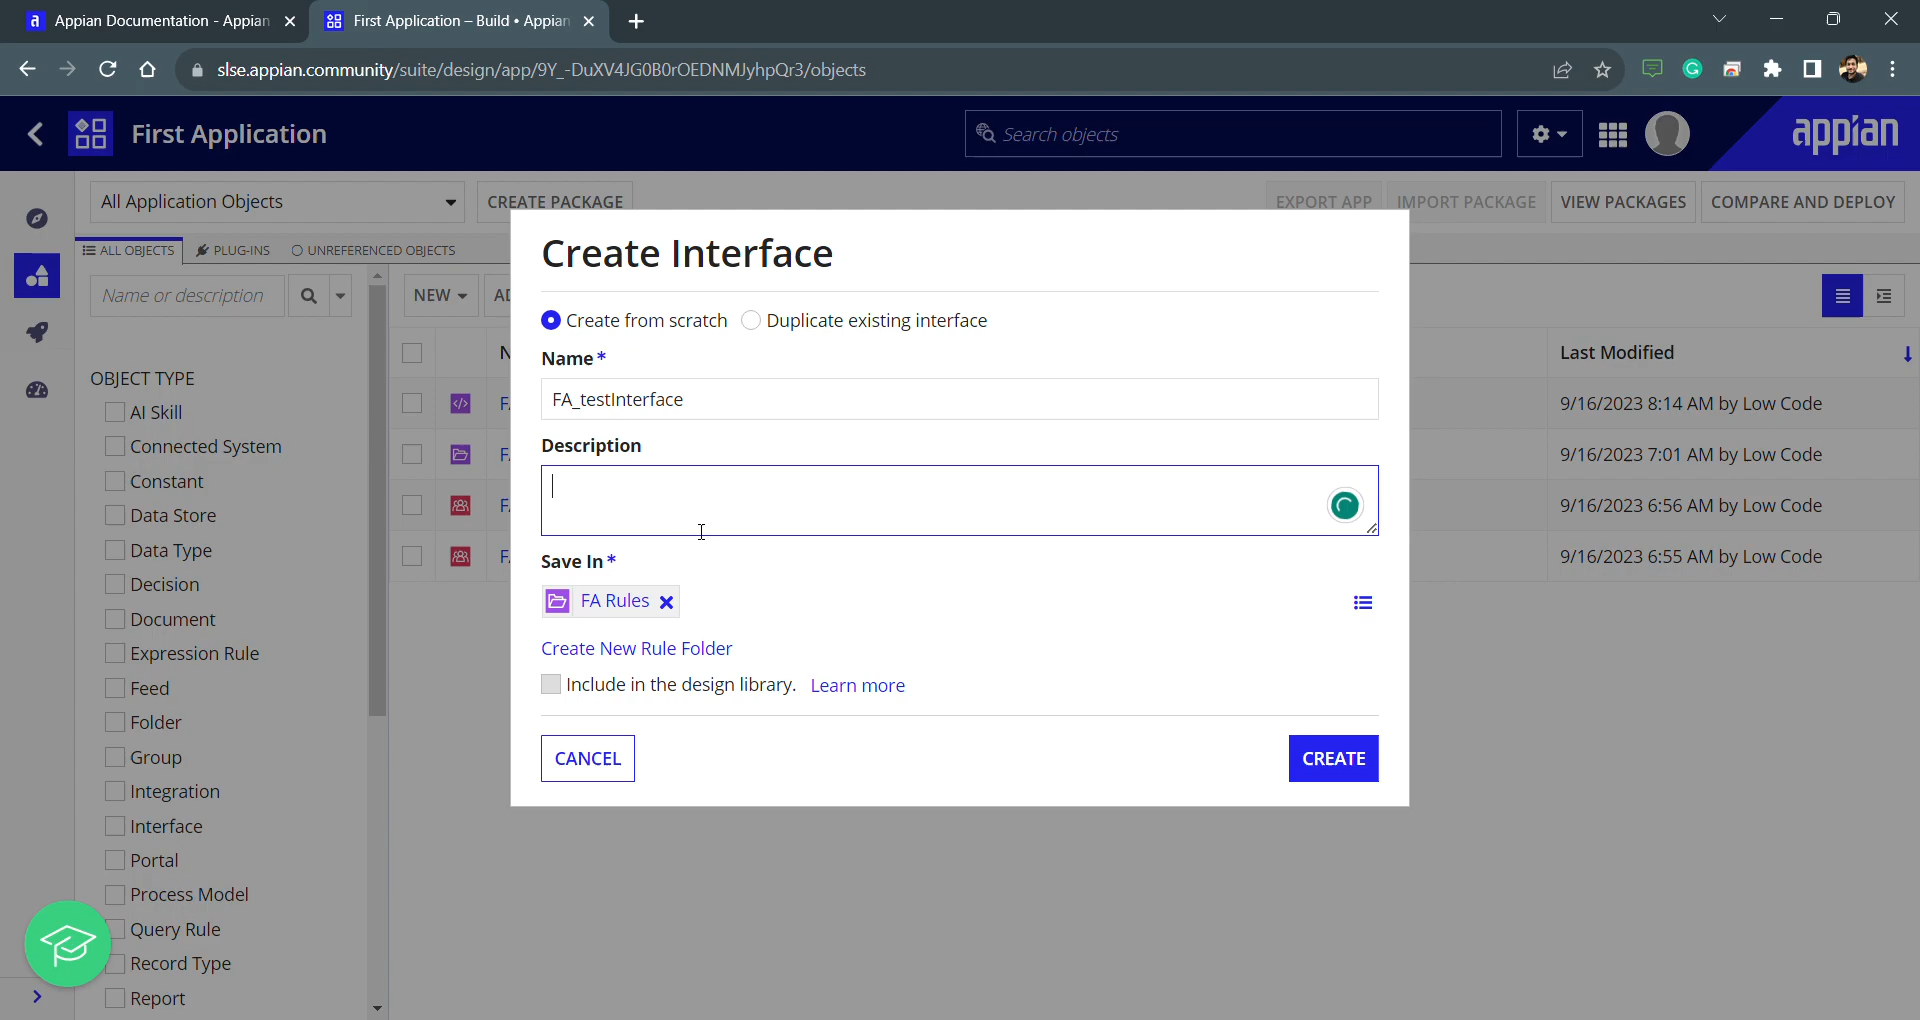 Appian Documentation - Appian
First Application – Build • Appian
slse.appian.community/suite/design/app/9Y_-DuXV4JG0B0rOEDNMJyhpQr3/objects
First Application
Search objects
appian
All Application Objects
CREATE PACKAGE
EXPORT APP
IMPORT PACKAGE
VIEW PACKAGES
COMPARE AND DEPLOY
ALL OBJECTS
PLUG-INS
UNREFERENCED OBJECTS
Name or description
NEW
AD
OBJECT TYPE
AI Skill
Connected System
Constant
Data Store
Data Type
Decision
Document
Expression Rule
Feed
Folder
Group
Integration
Interface
Portal
Process Model
Query Rule
Record Type
Report
Create Interface
Create from scratch
Duplicate existing interface
Name *
FA_testInterface
Description
Save In *
FA Rules
Create New Rule Folder
Include in the design library. Learn more
CANCEL
CREATE
Last Modified
9/16/2023 8:14 AM by Low Code
9/16/2023 7:01 AM by Low Code
9/16/2023 6:56 AM by Low Code
9/16/2023 6:55 AM by Low Code